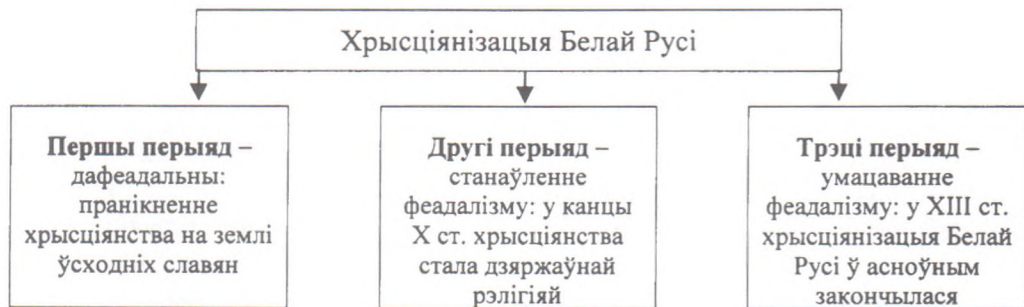 Хрысціянізацыя Белай Русі
Першы перыяд –
дафеадальны:
пранікненне
хрысціянства на землі
ўсходніх славян
Другі перыяд –
станаўленне
феадалізму: у канцы
X ст. хрысціянства
стала дзяржаўнай
рэлігіяй
Трэці перыяд –
умацаванне
феадалізму: у XIII ст.
хрысціянізацыя Белай
Русі ў асноўным
закончылася